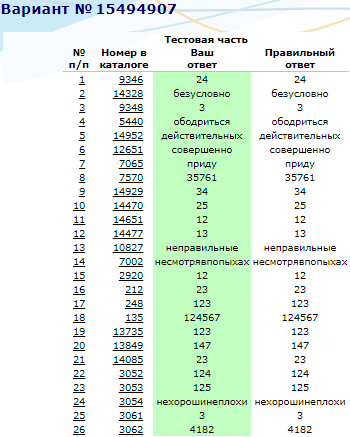 Вариант № 15494907
Тестовая часть
№ п/п Номер в каталоге Ваш ответ Правильный ответ
1 9346 24 24
2 14328 безусловно безусловно
3 9348 3 3
4 5440 ободриться ободриться
5 14952 действительных действительных
6 12651 совершенно совершенно
7 7065 приду приду
8 7570 35761 35761
9 14929 34 34
10 14470 25 25
11 14651 12 12
12 14477 13 13
13 10827 неправильные неправильные
14 7002 несмотрявпопыхах несмотрявпопыхах
15 2920 12 12
16 212 23 23
17 248 123 123
18 135 124567 124567
19 13735 123 123
20 13849 147 147
21 14085 23 23
22 3052 124 124
23 3053 125 125
24 3054 нехорошинеплохи нехорошинеплохи
25 3061 3 3
26 3062 4182 4182